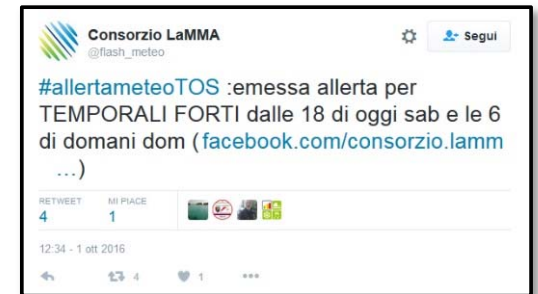 Consorzio LaMMA
@flash_meteo
Segui
#allertameteoTOS :emessa allerta per
TEMPORALI FORTI dalle 18 di oggi sab e le 6
di domani dom (facebook.com/consorzio.lamm
…)
RETWEET MI PIACE
4 1
12:34 - 1 ott 2016
4 1